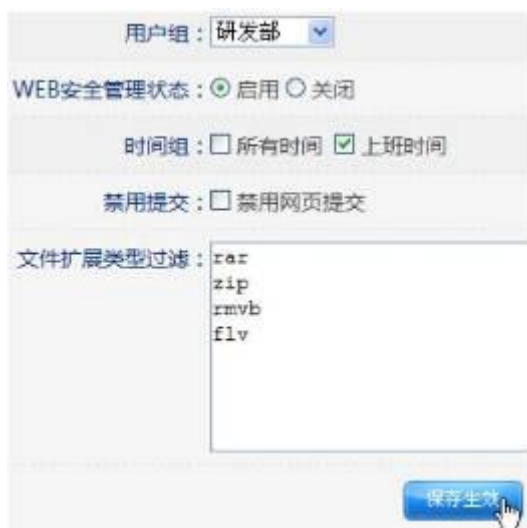 用户组：研发部
WEB安全管理状态：启用 关闭
时间组：所有时间 上班时间
禁用提交：禁用网页提交
文件扩展类型过滤：rar
zip
rmvb
flv
保存生效